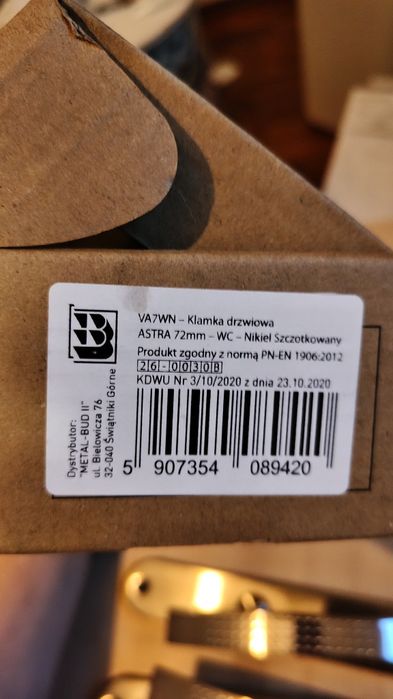 VA7WN – Klamka drzwiowa
ASTRA 72mm – WC – Nikiel Szczotkowany
Produkt zgodny z normą PN-EN 1906:2012
26-0030B
KDWU Nr 3/10/2020 z dnia 23.10.2020
5 907354 089420
Dystrybutor:
"METAL-BUD II"
ul. Bielowicza 76
32-040 Świątniki Górne